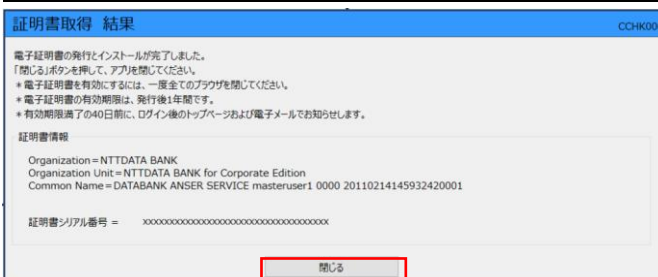 証明書取得 結果
CCHK00
電子証明書の発行とインストールが完了しました。
「閉じる」ボタンを押して、アプリを閉じてください。
*電子証明書を有効にするには、一度全てのブラウザを閉じてください。
*電子証明書の有効期限は、発行後1年間です。
*有効期限満了の40日前に、ログイン後のトップページおよび電子メールでお知らせします。
証明書情報
Organization=NTTDATA BANK
Organization Unit=NTTDATA BANK for Corporate Edition
Common Name=DATABANK ANSER SERVICE masteruser1 0000 20110214145932420001
証明書シリアル番号 = xxxxxxxxxxxxxxxxxxxxxxxxxxxxxxxxxxxx
閉じる